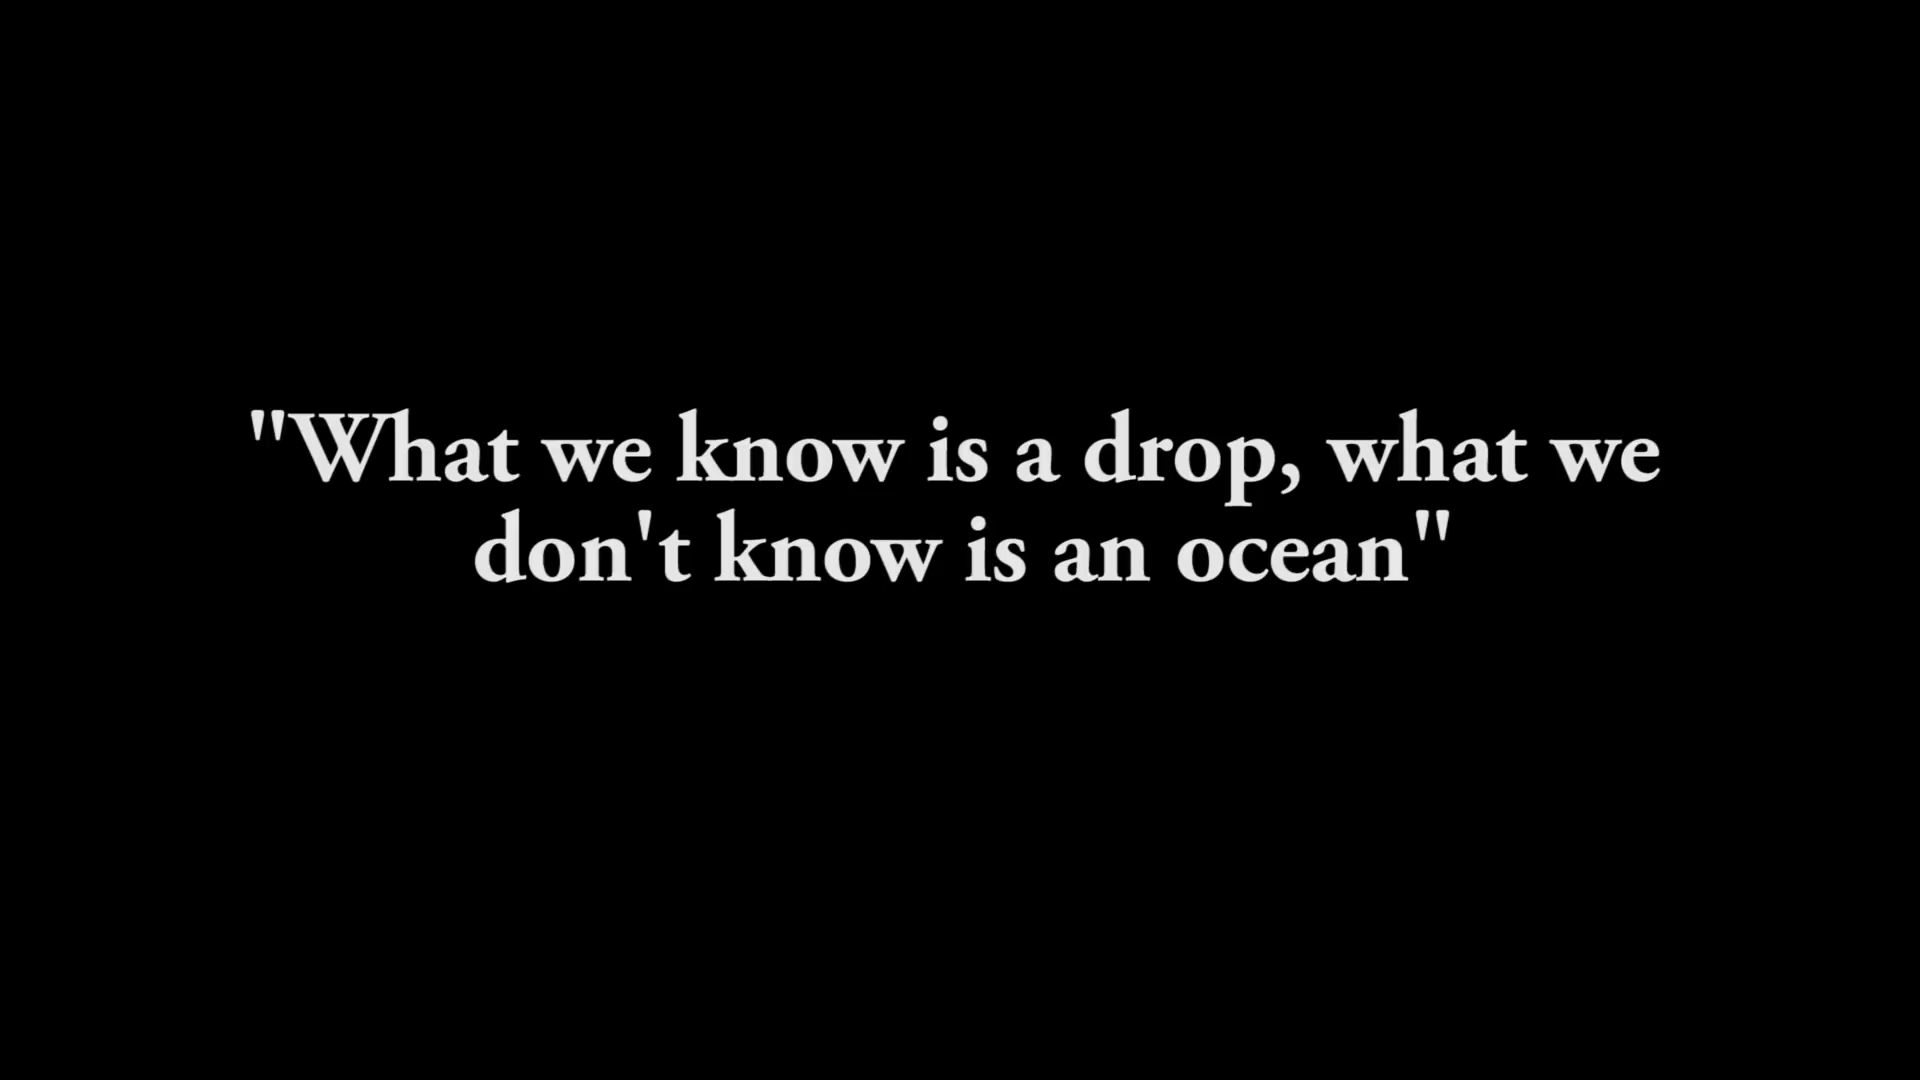 "What we know is a drop, what we
don't know is an ocean"